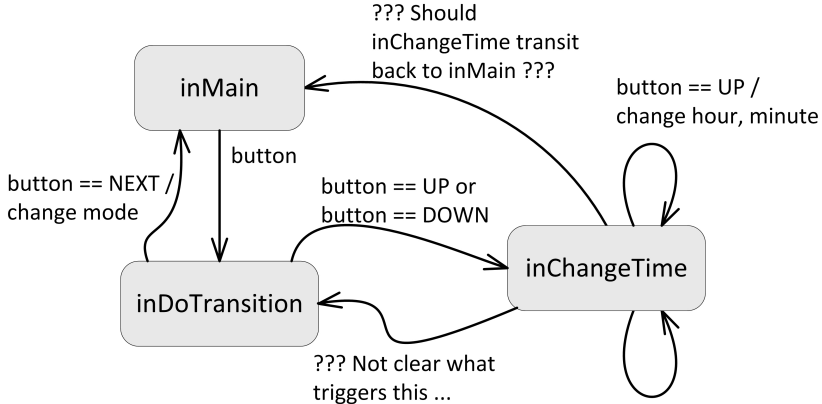 ??? Should
inChangeTime transit
back to inMain ???
inMain
button == UP /
change hour, minute
button
button == NEXT /
change mode
button == UP or
button == DOWN
inChangeTime
inDoTransition
??? Not clear what
triggers this ...